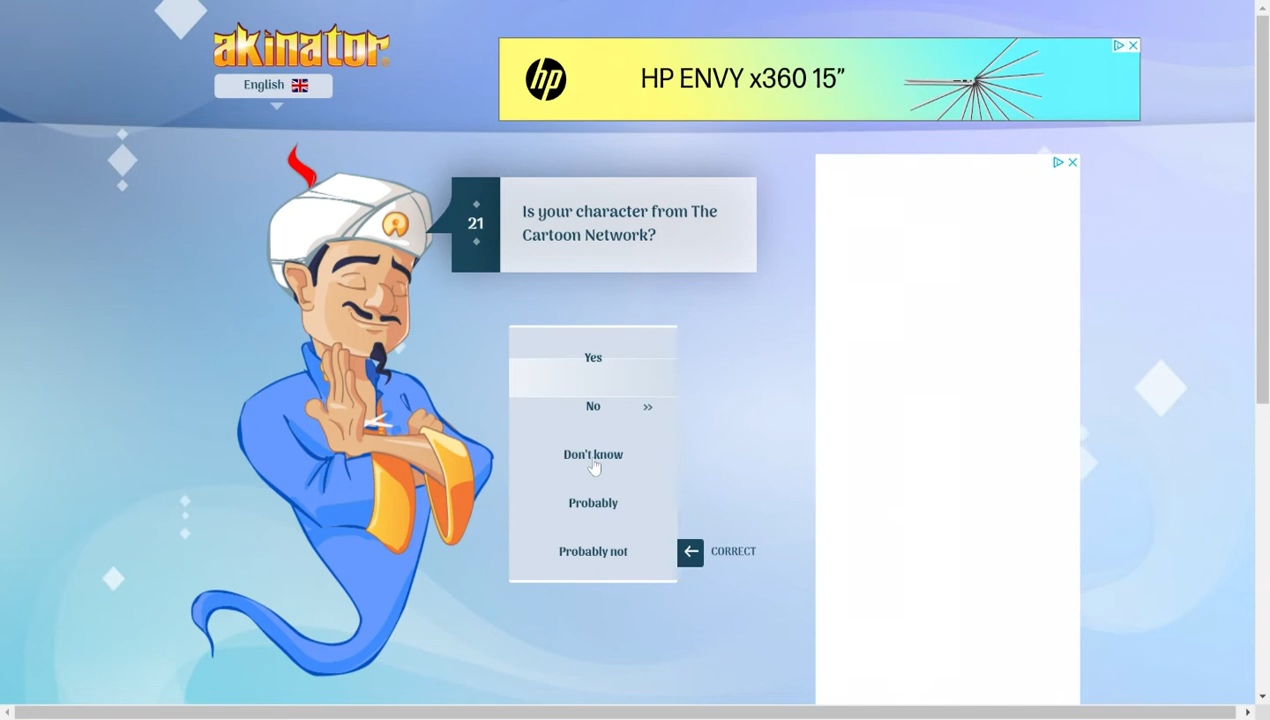 akinator
English
hp
HP ENVY x360 15”
21
Is your character from The
Cartoon Network?
Yes
No
Don't know
Probably
Probably not
CORRECT